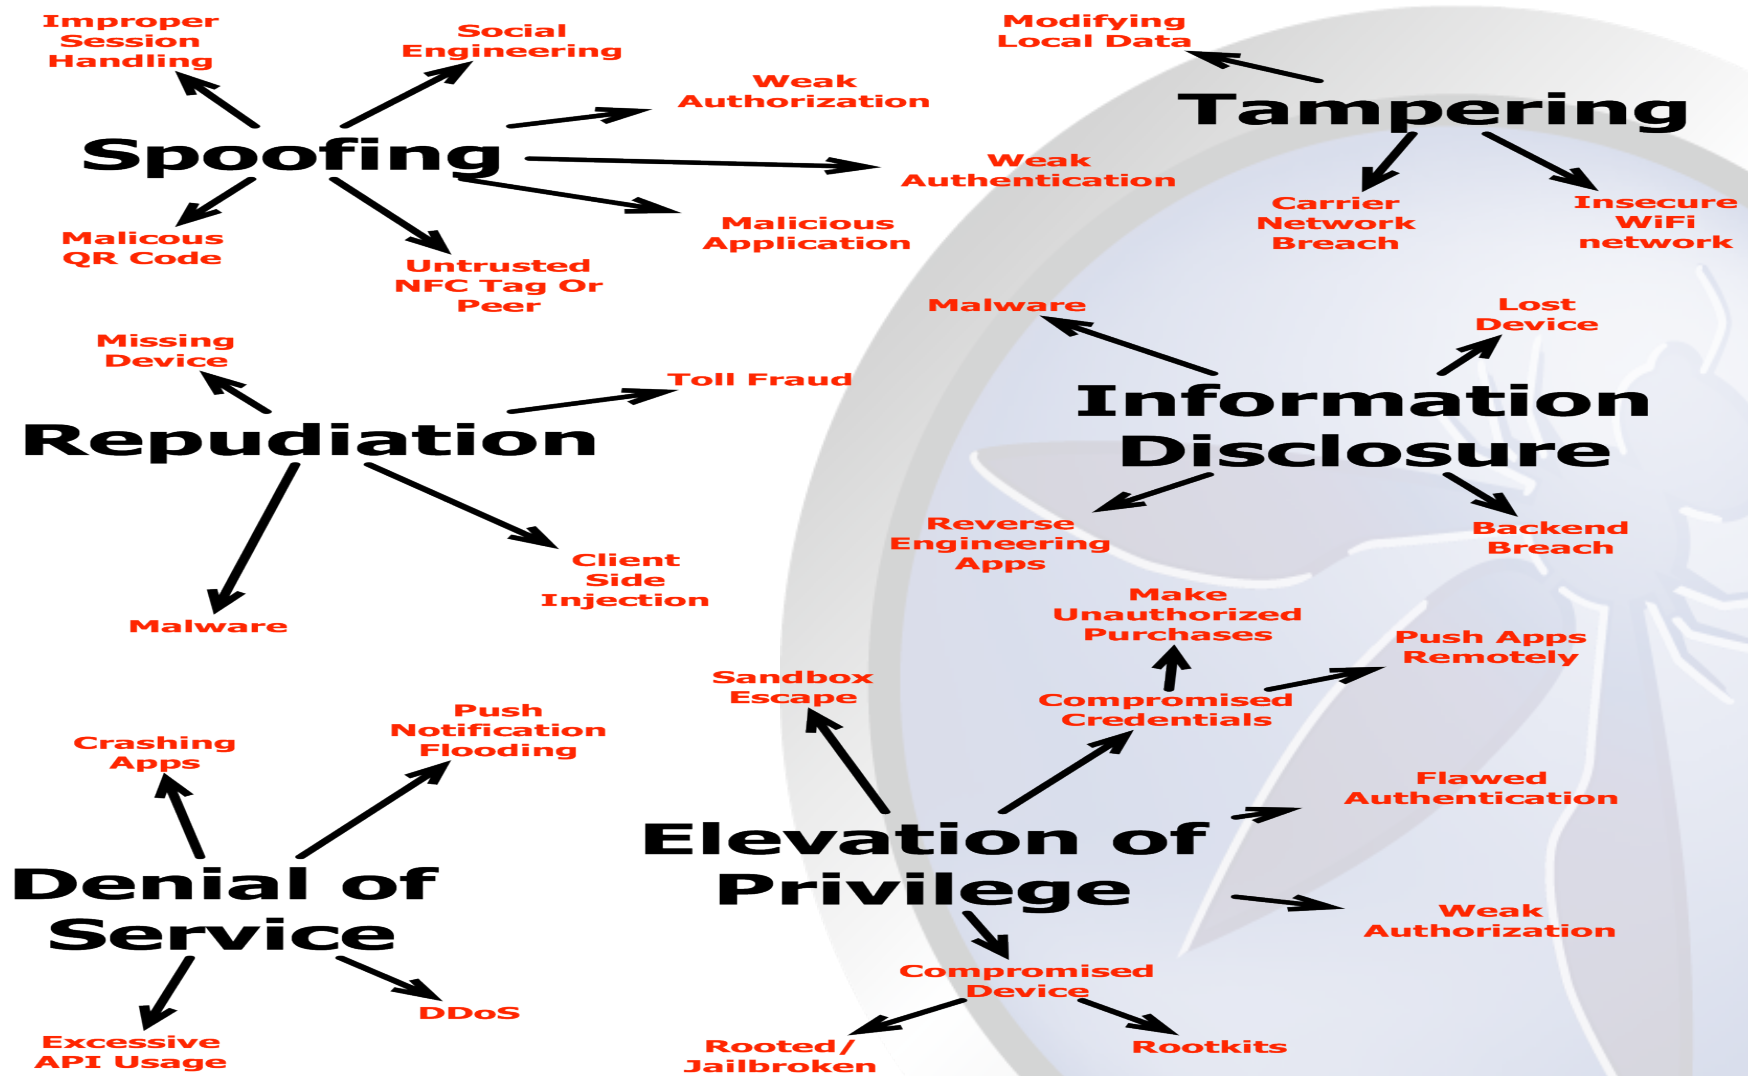 Improper
Session
Handling
Social
Engineering
Weak
Authorization
Spoofing
Weak
Authentication
Malicious
Application
Malicous
QR Code
Untrusted
NFC Tag Or
Peer
Modifying
Local Data
Tampering
Carrier
Network
Breach
Insecure
WiFi
network
Missing
Device
Toll Fraud
Repudiation
Client
Side
Injection
Malware
Malware
Lost
Device
Information
Disclosure
Reverse
Engineering
Apps
Backend
Breach
Crashing
Apps
Push
Notification
Flooding
Denial of
Service
Excessive
API Usage
DDoS
Make
Unauthorized
Purchases
Push Apps
Remotely
Sandbox
Escape
Compromised
Credentials
Flawed
Authentication
Elevation of
Privilege
Weak
Authorization
Compromised
Device
Rooted/
Jailbroken
Rootkits